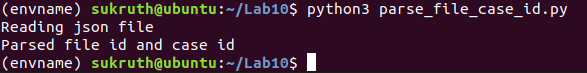 (envname) sukruth@ubuntu:~/Lab10$ python3 parse_file_case_id.py
Reading json file
Parsed file id and case id
(envname) sukruth@ubuntu:~/Lab10$